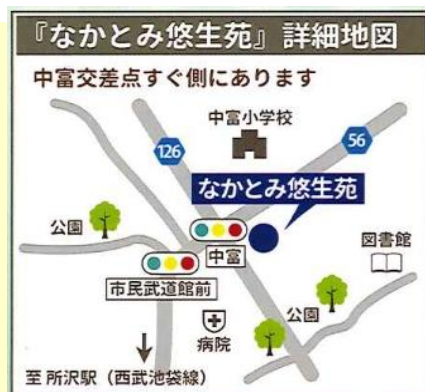 『なかとみ悠生苑』詳細地図
中富交差点すぐ側にあります
中富小学校
126
56
なかとみ悠生苑
公園
中富
図書館
市民武道館前
公園
病院
至 所沢駅（西武池袋線）